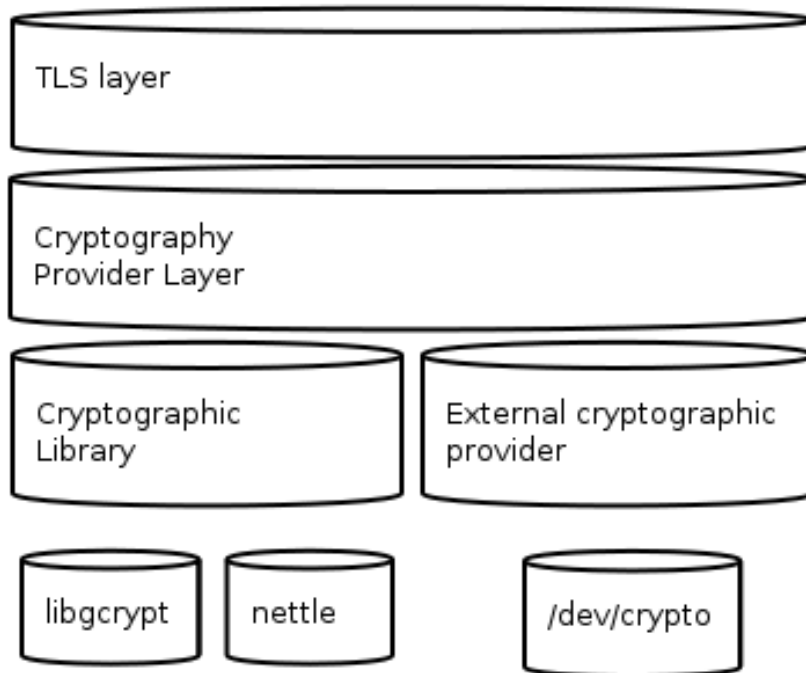 TLS layer
Cryptography
Provider Layer
Cryptographic
Library
External cryptographic
provider
libgcrypt
nettle
/dev/crypto